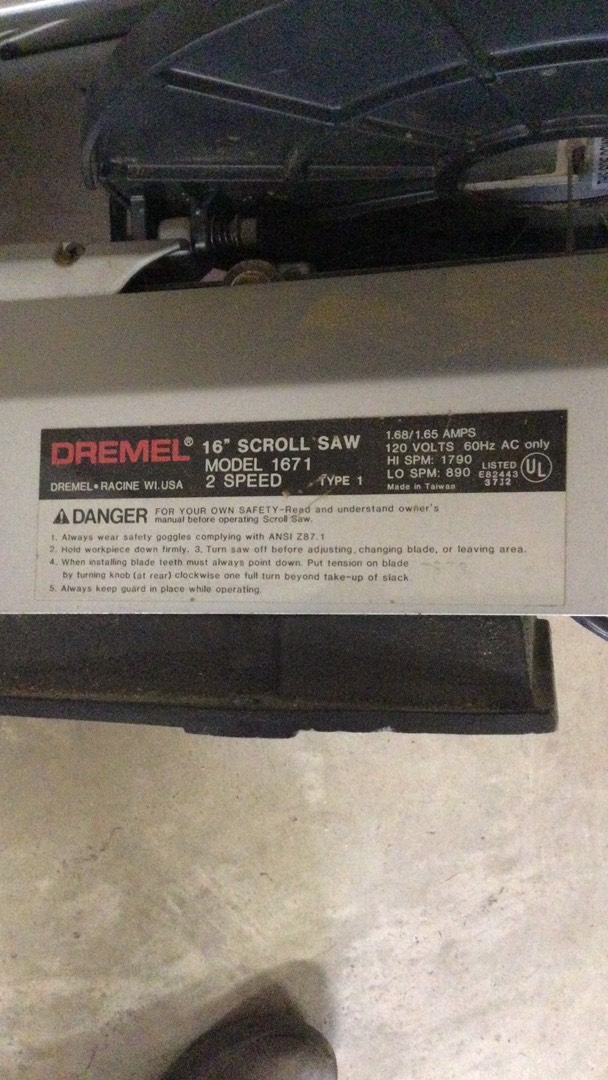 DREMEL® 16” SCROLL SAW
MODEL 1671
DREMEL • RACINE WI. USA 2 SPEED TYPE 1
1.68/1.65 AMPS
120 VOLTS 60Hz AC only
HI SPM: 1790
LO SPM: 890 LISTED UL
E82443
37J2
Made in Taiwan
DANGER FOR YOUR OWN SAFETY-Read and understand owner's
manual before operating Scroll Saw.
1. Always wear safety goggles complying with ANSI Z87.1
2. Hold workpiece down firmly. 3. Turn saw off before adjusting, changing blade, or leaving area.
4. When installing blade teeth must always point down. Put tension on blade
by turning knob (at rear) clockwise one full turn beyond take-up of slack
5. Always keep guard in place while operating.